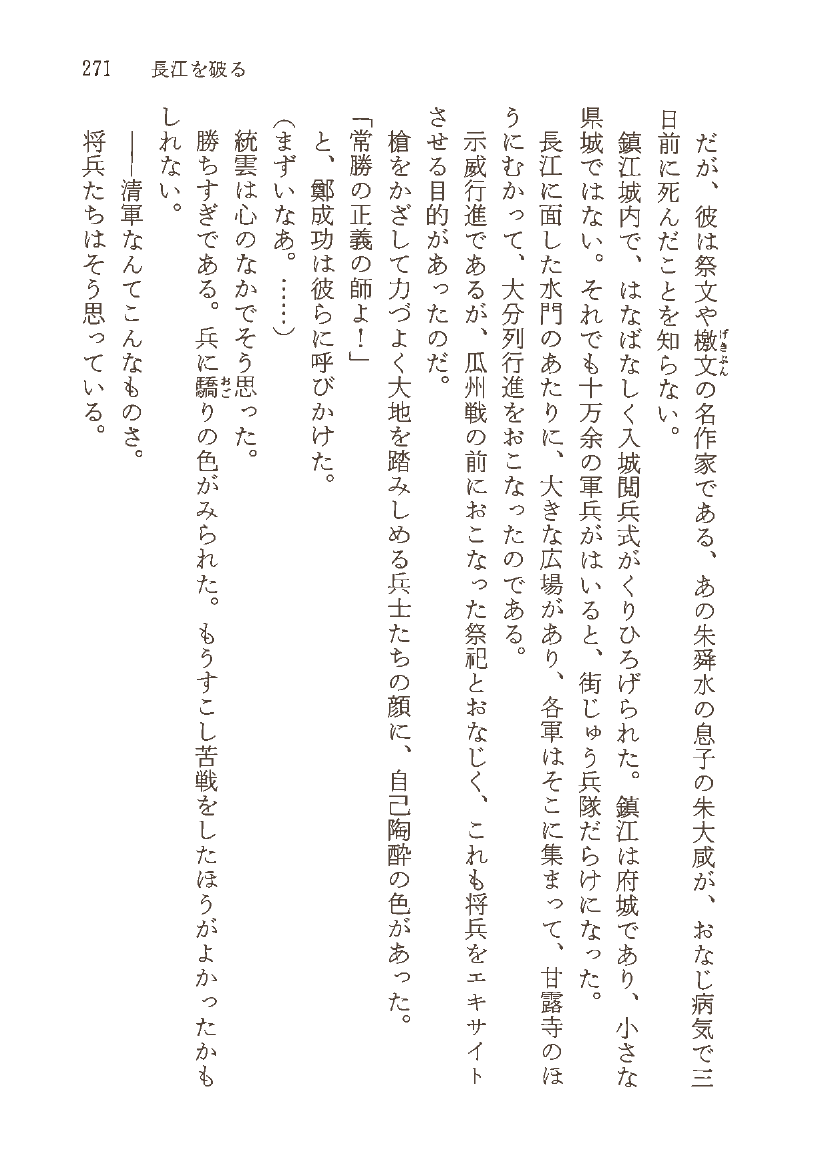 271 長江を破る
だが、彼は祭文や檄文の名作家である、あの朱舜水の息子の朱大咸が、おなじ病気で三
げきぶん
日前に死んだことを知らない。
鎮江城内で、はなばなしく入城閲兵式がくりひろげられた。鎮江は府城であり、小さな
県城ではない。それでも十万余の軍兵がはいると、街じゅう兵隊だらけになった。
長江に面した水門のあたりに、大きな広場があり、各軍はそこに集まって、甘露寺のほ
うにむかって、大分列行進をおこなったのである。
示威行進であるが、瓜州戦の前におこなった祭祀とおなじく、これも将兵をエキサイト
させる目的があったのだ。
槍をかざして力づよく大地を踏みしめる兵士たちの顔に、自己陶酔の色があった。
「常勝の正義の師よ！」
と、鄭成功は彼らに呼びかけた。
（まずいなあ。……）
統雲は心のなかでそう思った。
勝ちすぎである。兵に驕りの色がみられた。もうすこし苦戦をしたほうがよかったかも
おご
しれない。
――清軍なんてこんなものさ。
将兵たちはそう思っている。